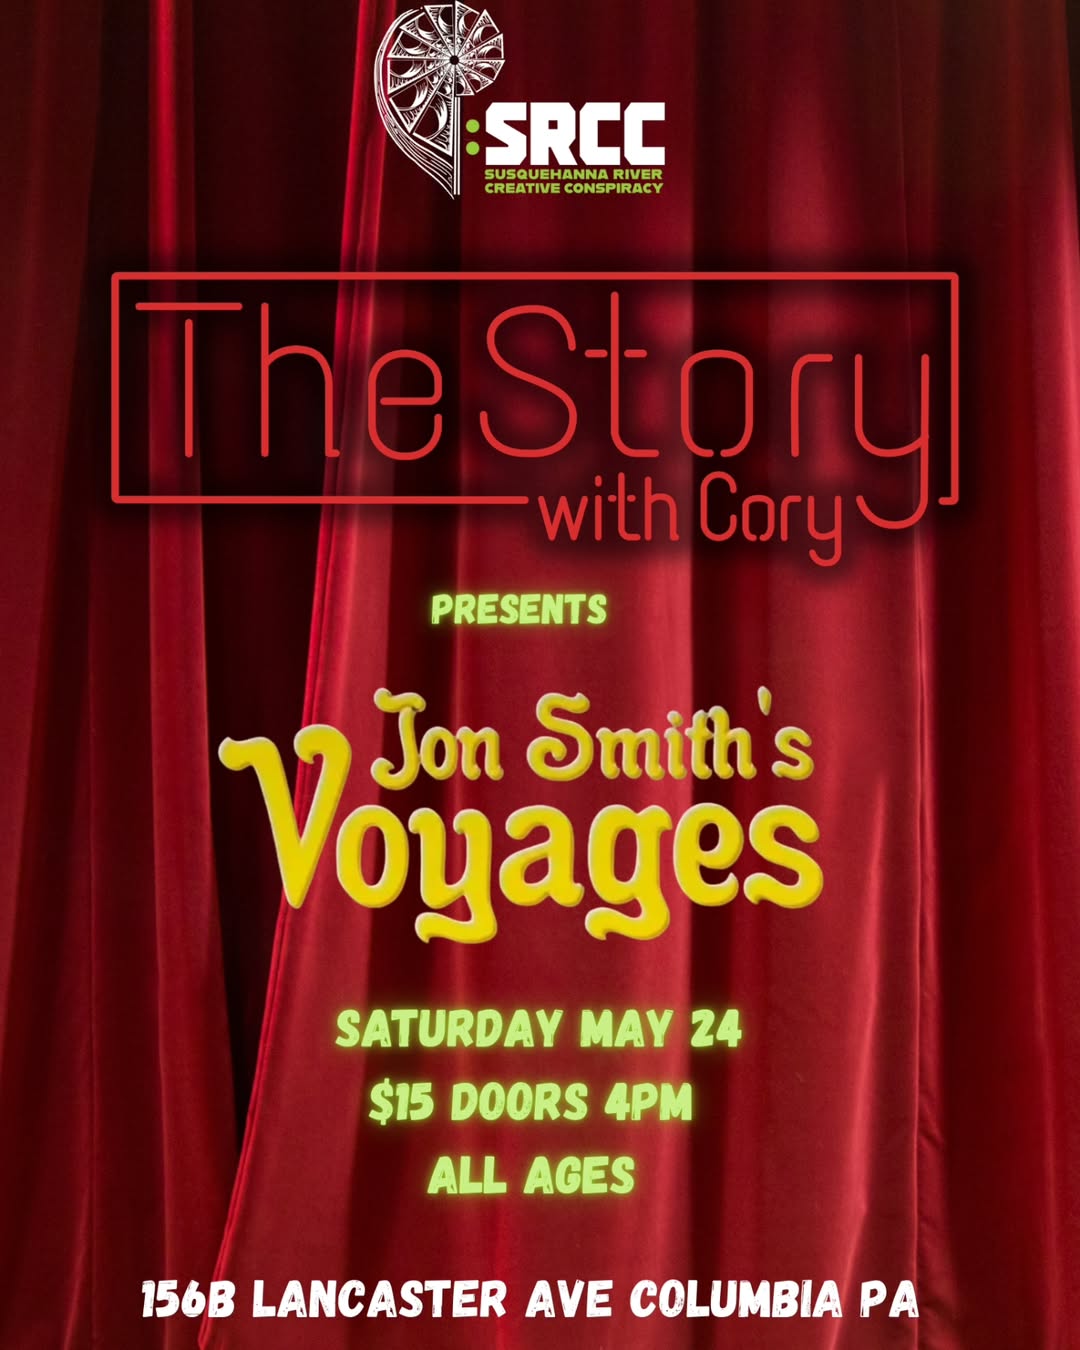 :SRCC
SUSQUEHANNA RIVER
CREATIVE CONSPIRACY
The Story
with Cory
PRESENTS
Jon Smith's
Voyages
SATURDAY MAY 24
$15 DOORS 4PM
ALL AGES
156B LANCASTER AVE COLUMBIA PA